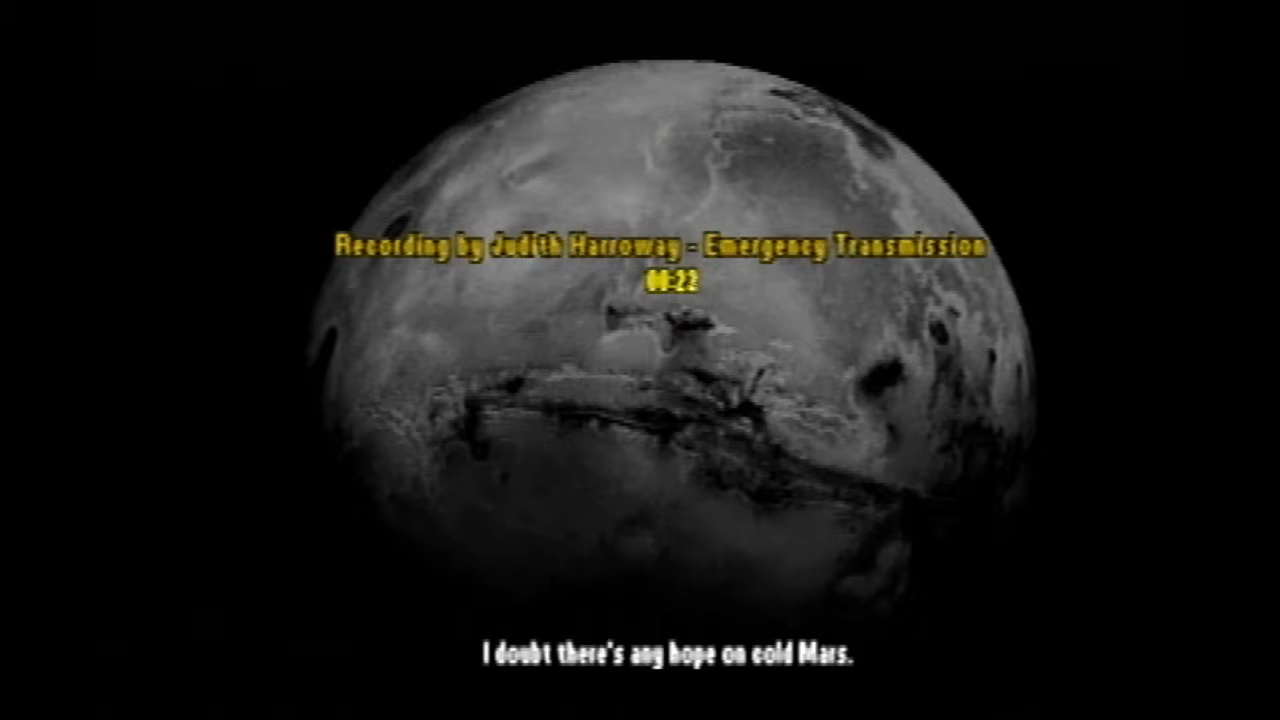 Recording by Judith Harroway - Emergency Transmission
00:22
I doubt there's any hope on cold Mars.